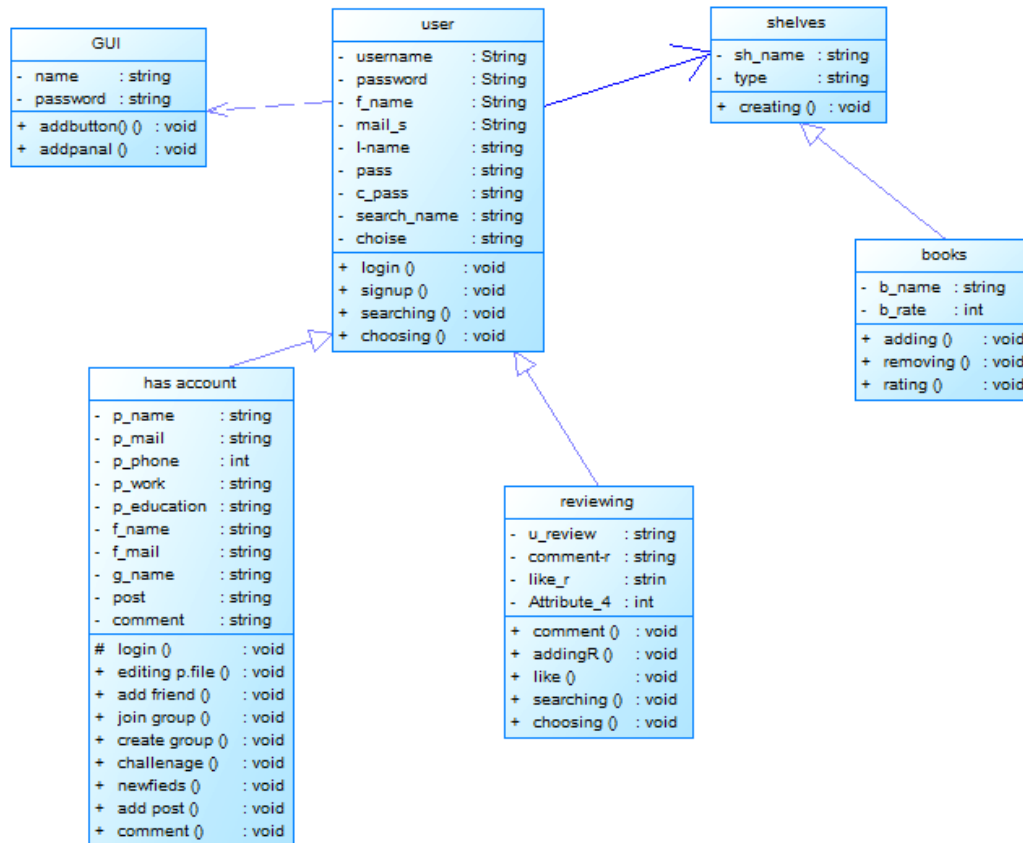 GUI
- name : string
- password : string
+ addbutton() () : void
+ addpanal () : void
user
- username : String
- password : String
- f_name : String
- mail_s : String
- l-name : string
- pass : string
- c_pass : string
- search_name : string
- choise : string
+ login () : void
+ signup () : void
+ searching () : void
+ choosing () : void
shelves
- sh_name : string
- type : string
+ creating () : void
books
- b_name : string
- b_rate : int
+ adding () : void
+ removing () : void
+ rating () : void
has account
- p_name : string
- p_mail : string
- p_phone : int
- p_work : string
- p_education : string
- f_name : string
- f_mail : string
- g_name : string
- post : string
- comment : string
# login () : void
+ editing p.file () : void
+ add friend () : void
+ join group () : void
+ create group () : void
+ challenage () : void
+ newfieds () : void
+ add post () : void
+ comment () : void
reviewing
- u_review : string
- comment-r : string
- like_r : strin
- Attribute_4 : int
+ comment () : void
+ addingR () : void
+ like () : void
+ searching () : void
+ choosing () : void